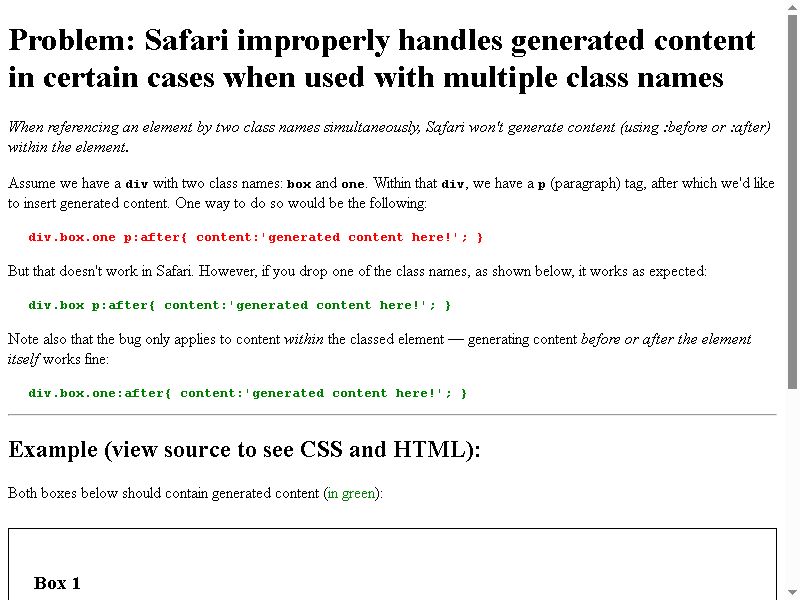 Problem: Safari improperly handles generated content
in certain cases when used with multiple class names
When referencing an element by two class names simultaneously, Safari won't generate content (using :before or :after)
within the element.
Assume we have a div with two class names: box and one. Within that div, we have a p (paragraph) tag, after which we'd like
to insert generated content. One way to do so would be the following:
div.box.one p:after{ content:'generated content here!'; }
But that doesn't work in Safari. However, if you drop one of the class names, as shown below, it works as expected:
div.box p:after{ content:'generated content here!'; }
Note also that the bug only applies to content within the classed element — generating content before or after the element
itself works fine:
div.box.one:after{ content:'generated content here!'; }
Example (view source to see CSS and HTML):
Both boxes below should contain generated content (in green):
Box 1